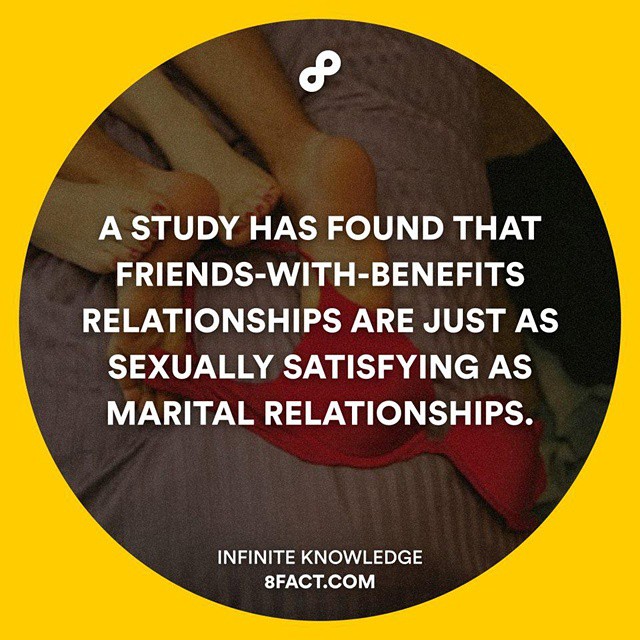 A STUDY HAS FOUND THAT
FRIENDS-WITH-BENEFITS
RELATIONSHIPS ARE JUST AS
SEXUALLY SATISFYING AS
MARITAL RELATIONSHIPS.
INFINITE KNOWLEDGE
8FACT.COM